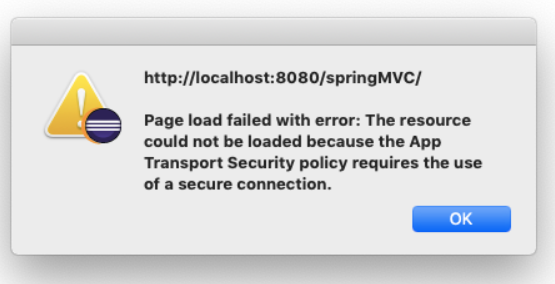 http://localhost:8080/springMVC/
Page load failed with error: The resource
could not be loaded because the App
Transport Security policy requires the use
of a secure connection.
OK